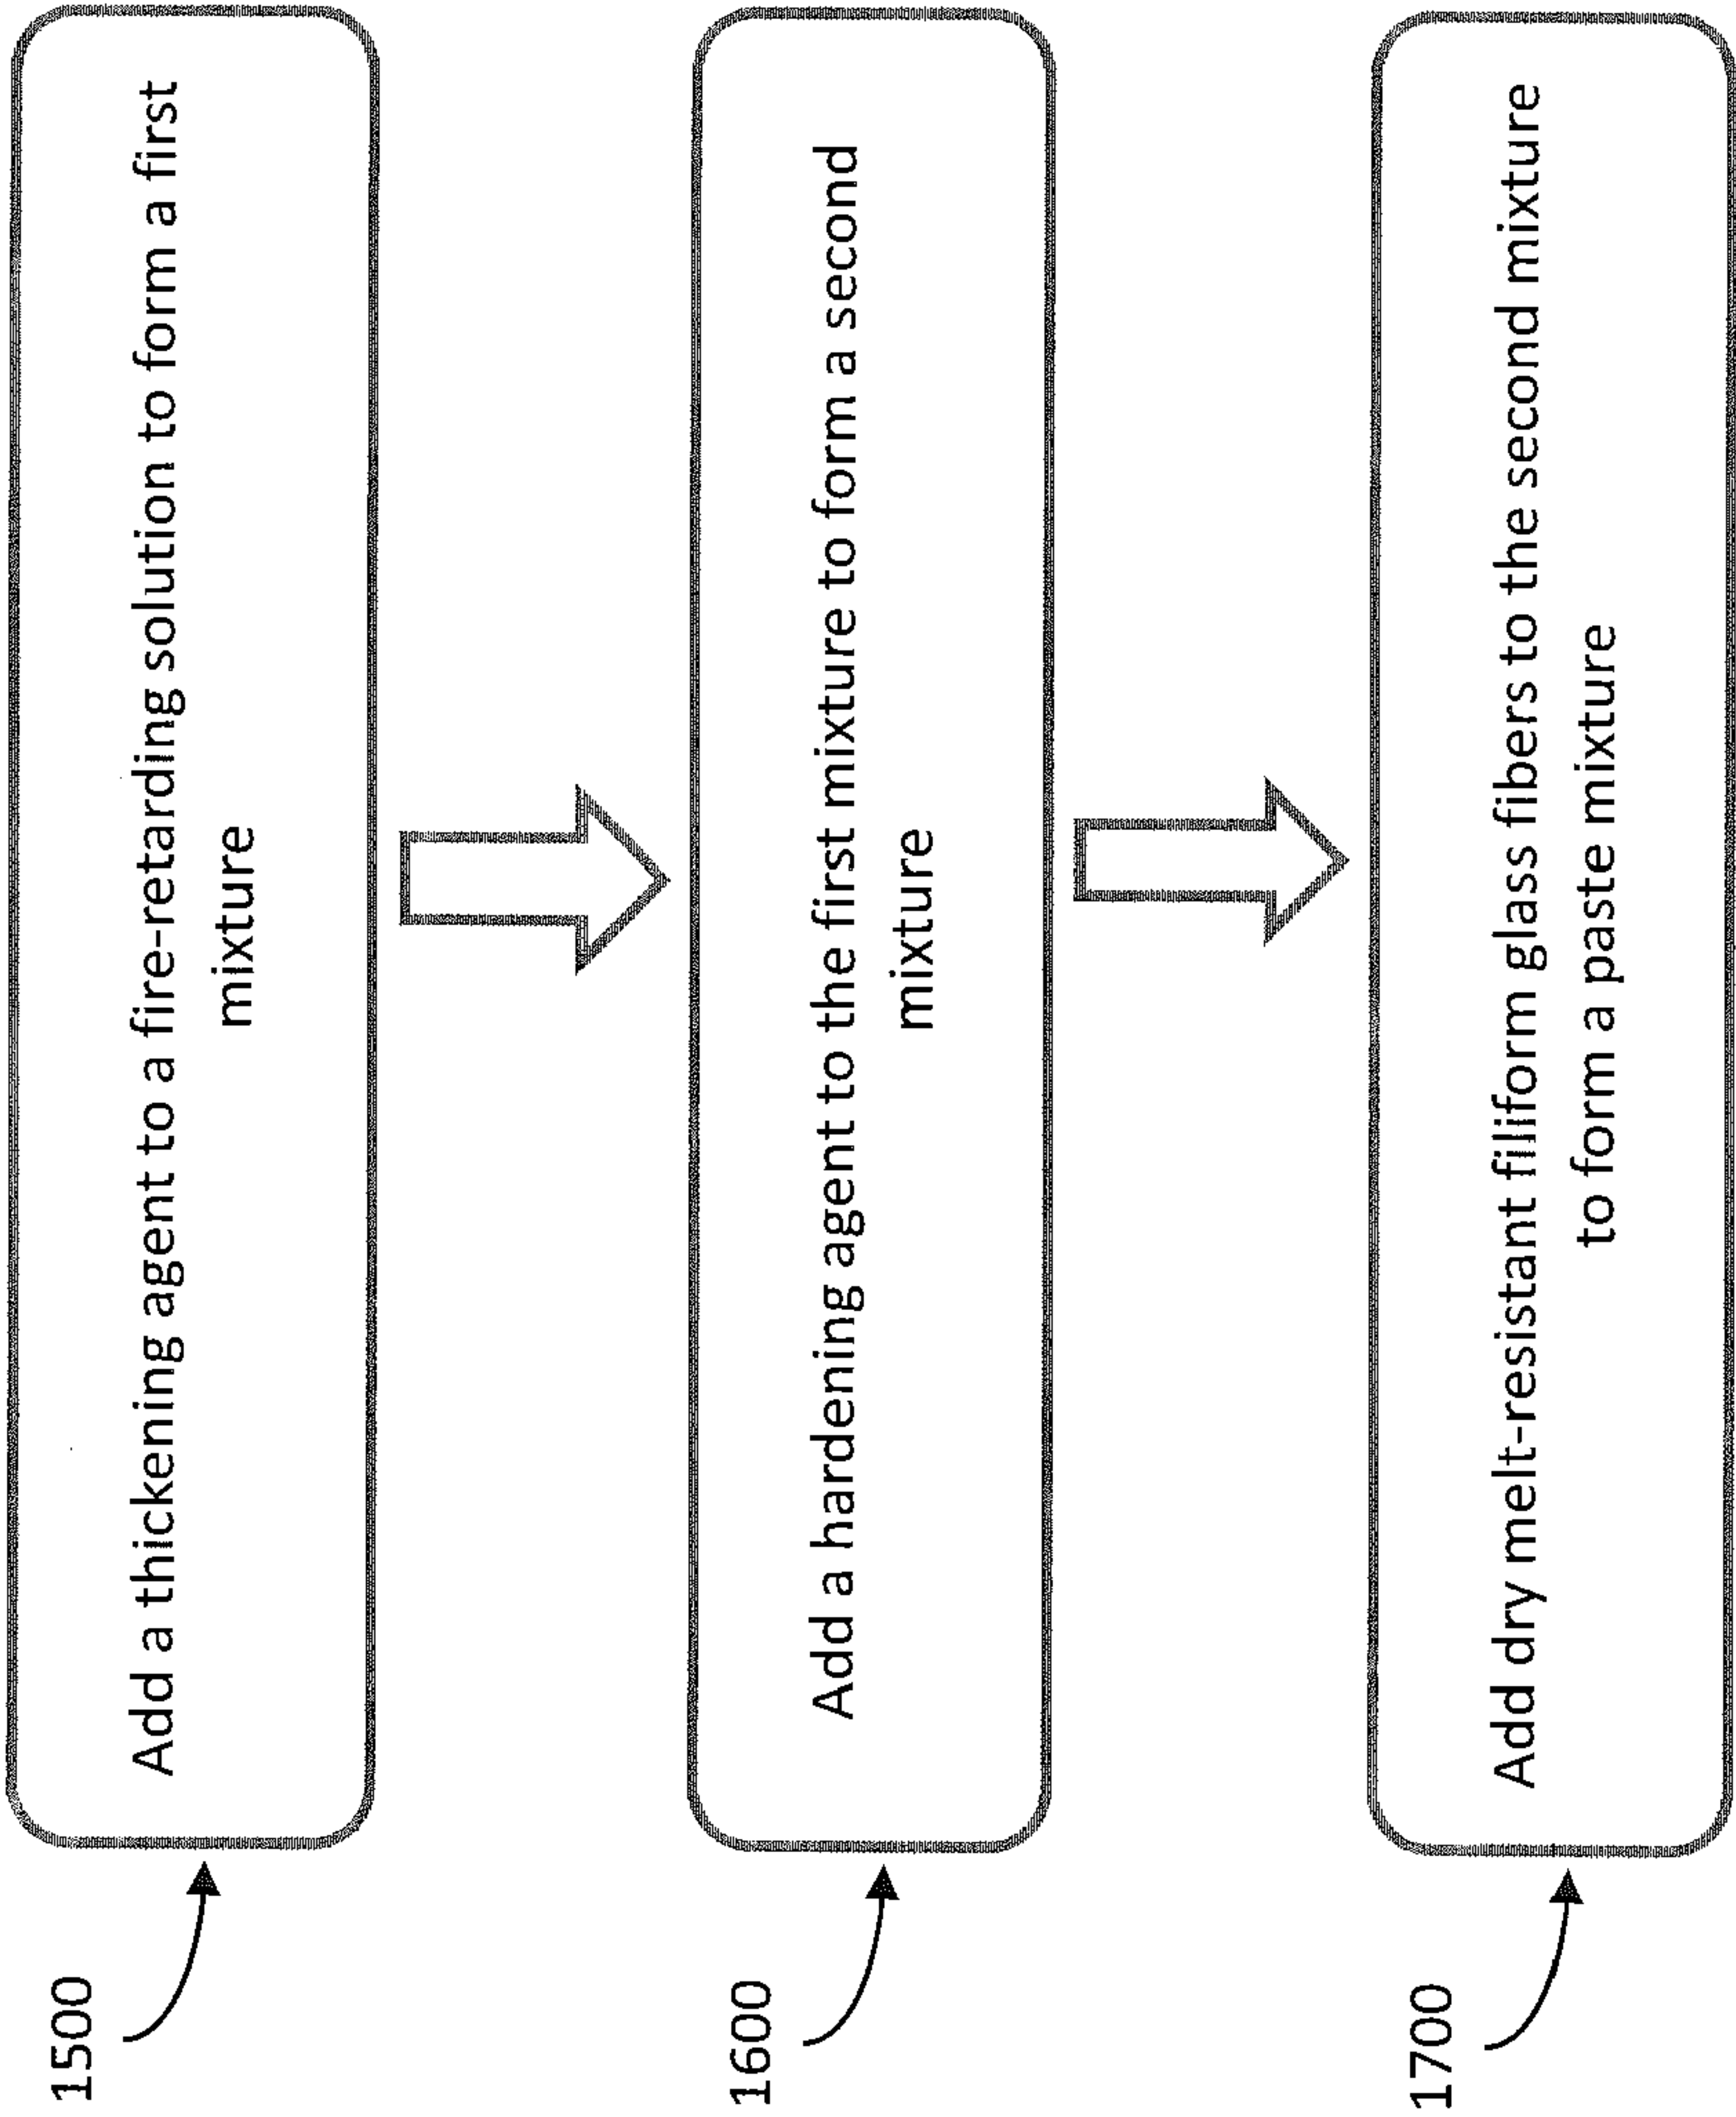 1500
Add a thickening agent to a fire-retarding solution to form a first
mixture
1600
Add a hardening agent to the first mixture to form a second
mixture
1700
Add dry melt-resistant filiform glass fibers to the second mixture
to form a paste mixture